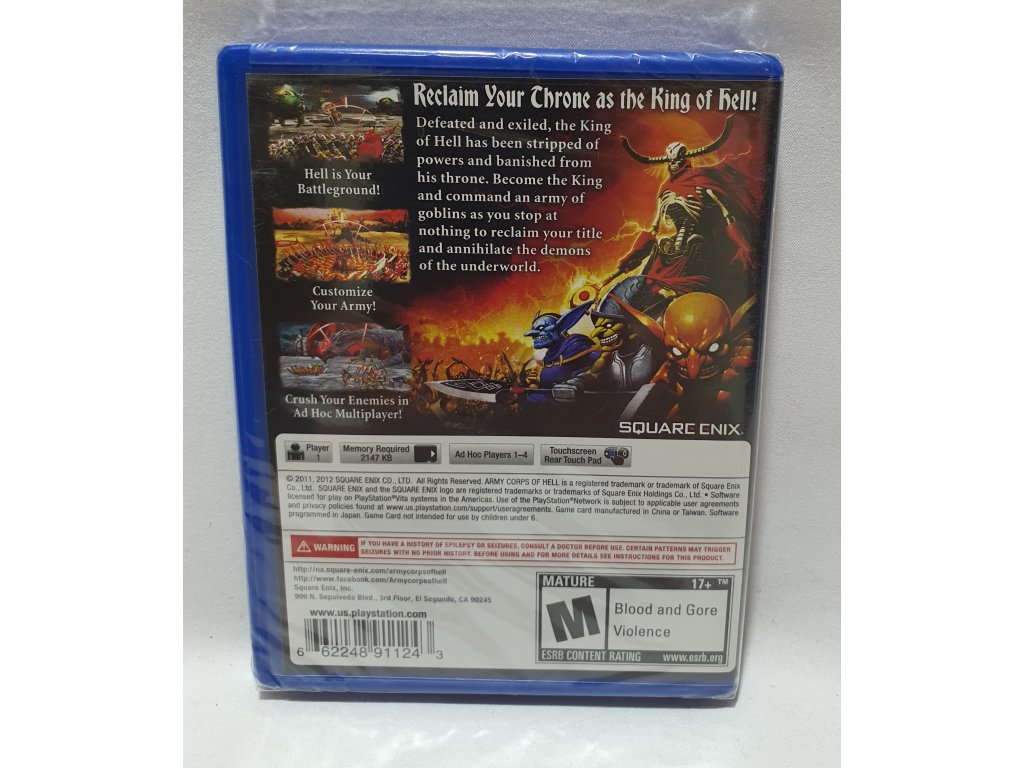 Reclaim Your Throne as the King of Hell!
Defeated and exiled, the King
of Hell has been stripped of
powers and banished from
his throne. Become the King
and command an army of
goblins as you stop at
nothing to reclaim your title
and annihilate the demons
of the underworld.
Hell is Your
Battleground!
Customize
Your Army!
Crush Your Enemies in
Ad Hoc Multiplayer!
SQUARE ENIX
Player
1
Memory Required
2147 KB
Ad Hoc Players 1–4
Touchscreen
Rear Touch Pad
© 2011, 2012 SQUARE ENIX CO., LTD. All Rights Reserved. ARMY CORPS OF HELL is a registered trademark or trademark of Square Enix
Co., Ltd. SQUARE ENIX and the SQUARE ENIX logo are registered trademarks or trademarks of Square Enix Holdings Co., Ltd. • Software
licensed for play on PlayStation®Vita systems in the Americas. Use of the PlayStation®Network is subject to applicable user agreements
and privacy policies found at www.us.playstation.com/support/useragreements. Game card manufactured in China or Taiwan. Software
programmed in Japan. Game Card not intended for use by children under 6.
WARNING
IF YOU HAVE A HISTORY OF EPILEPSY OR SEIZURES, CONSULT A DOCTOR BEFORE USE. CERTAIN PATTERNS MAY TRIGGER
SEIZURES WITH NO PRIOR HISTORY. BEFORE USING AND FOR MORE DETAILS SEE INSTRUCTIONS FOR THIS PRODUCT.
http://na.square-enix.com/armycorpsofhell
http://www.facebook.com/Armycorpsofhell
Square Enix, Inc.
999 N. Sepulveda Blvd., 3rd Floor, El Segundo, CA 90245
www.us.playstation.com
6 62248 91124 3
MATURE 17+ ™
M
Blood and Gore
Violence
ESRB CONTENT RATING www.esrb.org